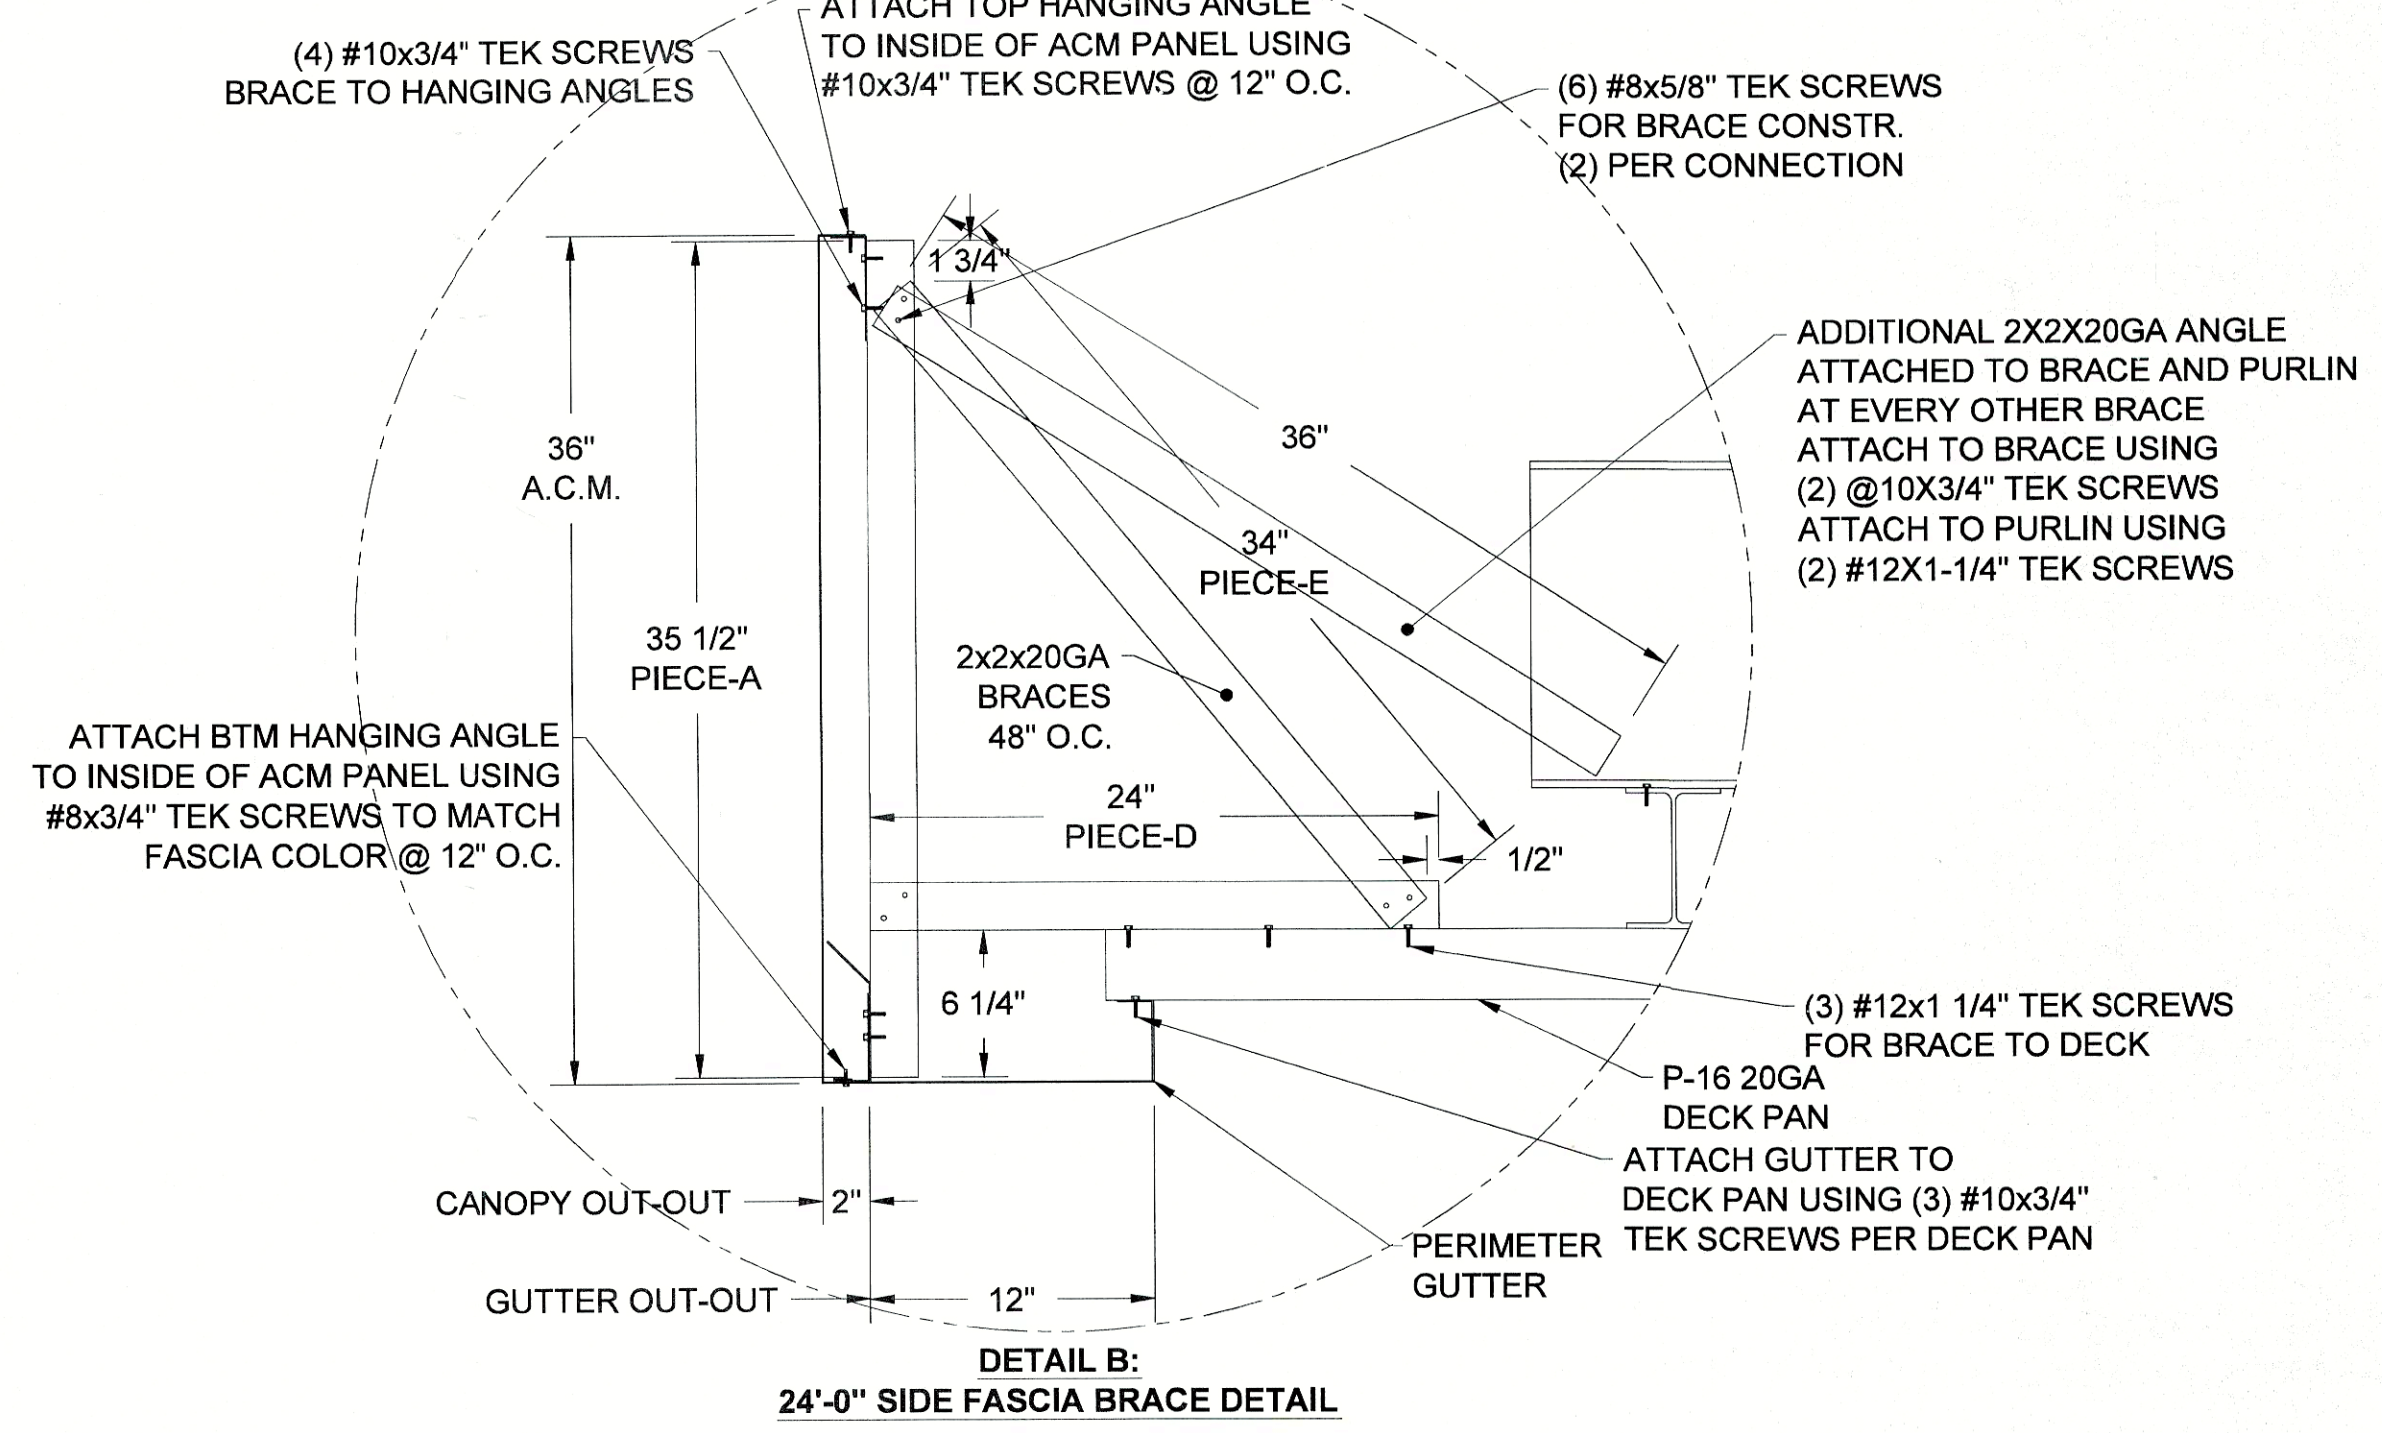 ATTACH TOP HANGING ANGLE
TO INSIDE OF ACM PANEL USING
#10x3/4" TEK SCREWS @ 12" O.C.
(4) #10x3/4" TEK SCREWS
BRACE TO HANGING ANGLES
(6) #8x5/8" TEK SCREWS
FOR BRACE CONSTR.
(2) PER CONNECTION
1 3/4"
ADDITIONAL 2X2X20GA ANGLE
ATTACHED TO BRACE AND PURLIN
AT EVERY OTHER BRACE
ATTACH TO BRACE USING
(2) @10X3/4" TEK SCREWS
ATTACH TO PURLIN USING
(2) #12X1-1/4" TEK SCREWS
36"
A.C.M.
36"
34"
PIECE-E
35 1/2"
PIECE-A
2x2x20GA
BRACES
48" O.C.
ATTACH BTM HANGING ANGLE
TO INSIDE OF ACM PANEL USING
#8x3/4" TEK SCREWS TO MATCH
FASCIA COLOR @ 12" O.C.
24"
PIECE-D
1/2"
6 1/4"
(3) #12x1 1/4" TEK SCREWS
FOR BRACE TO DECK
P-16 20GA
DECK PAN
ATTACH GUTTER TO
DECK PAN USING (3) #10x3/4"
TEK SCREWS PER DECK PAN
CANOPY OUT-OUT
2"
PERIMETER
GUTTER
GUTTER OUT-OUT
12"
DETAIL B:
24'-0" SIDE FASCIA BRACE DETAIL